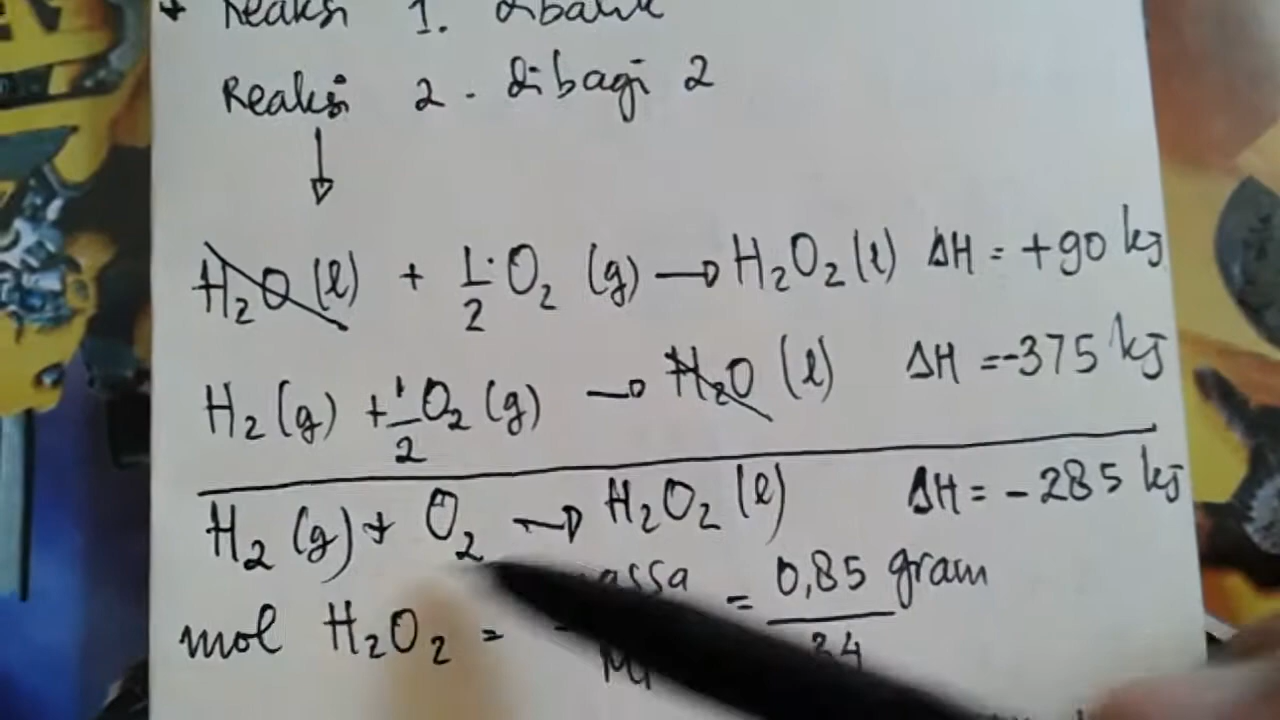 Reaksi 1. dibalik
Reaksi 2. dibagi 2
↓
H₂O (l) + 1/2 · O₂ (g) → H₂O₂ (l) ΔH = +90 kj
H₂ (g) + 1/2 O₂ (g) → H₂O (l) ΔH = -375 kj
H₂ (g) + O₂ → H₂O₂ (l) ΔH = -285 kj
mol H₂O₂ = = 0,85 gram / 34